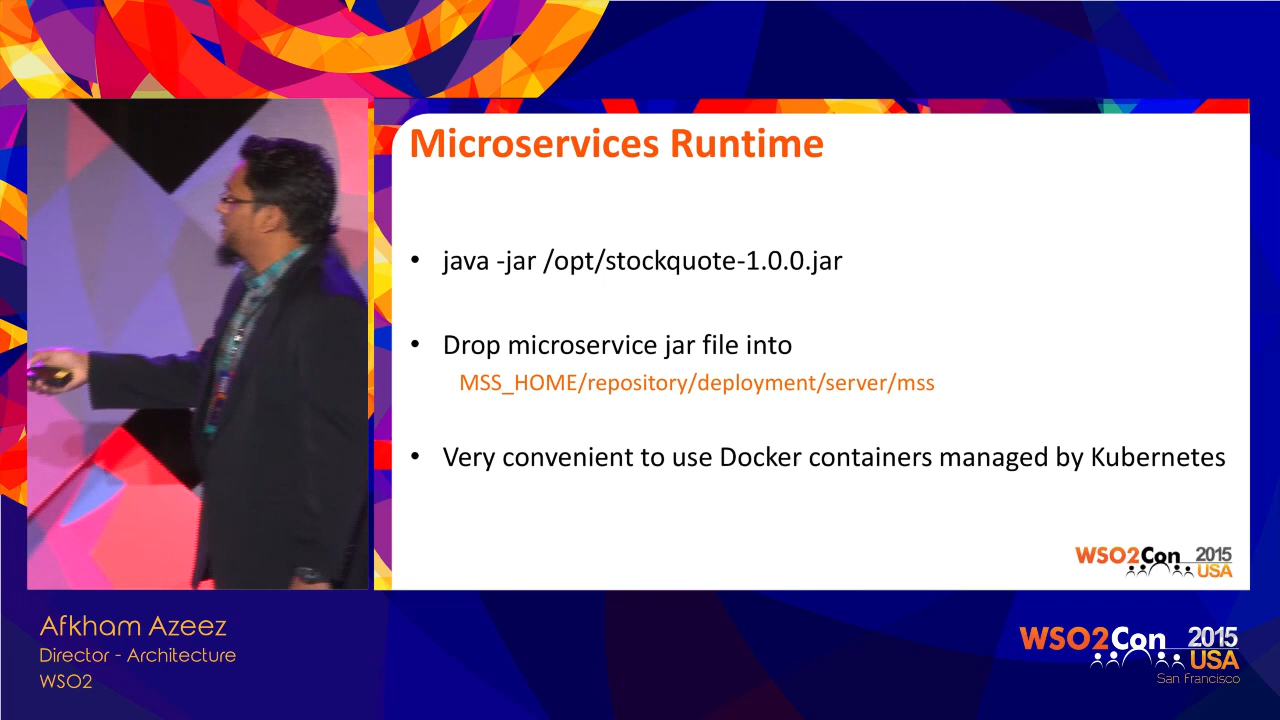 Microservices Runtime
• java -jar /opt/stockquote-1.0.0.jar
• Drop microservice jar file into
MSS_HOME/repository/deployment/server/mss
• Very convenient to use Docker containers managed by Kubernetes
WSO2Con 2015
USA
Afkham Azeez
Director - Architecture
WSO2
WSO2Con 2015
USA
San Francisco